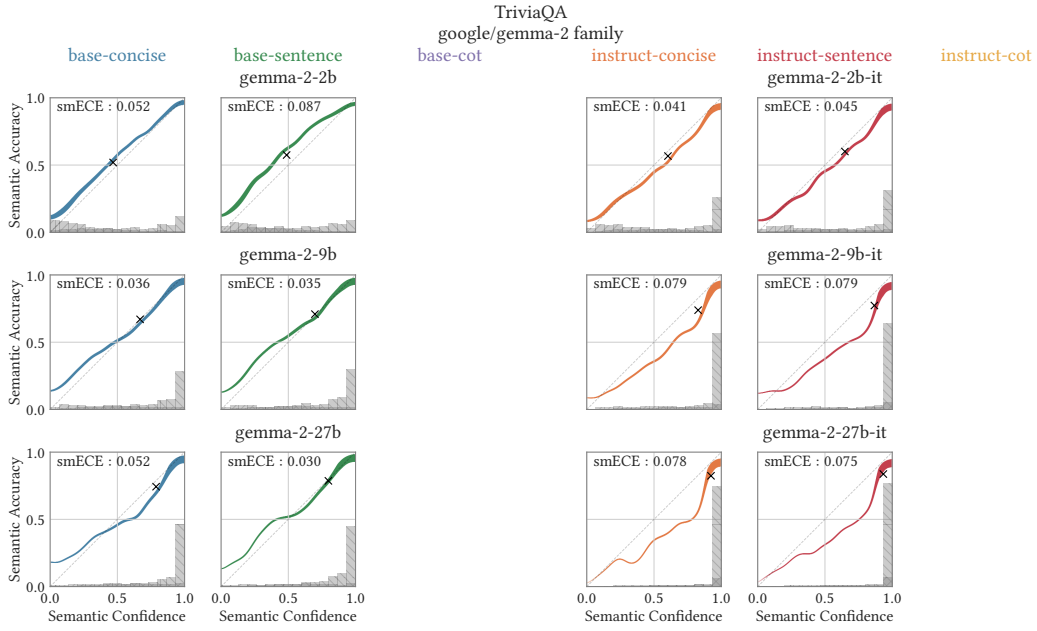 TriviaQA
google/gemma-2 family
base-concise base-sentence base-cot instruct-concise instruct-sentence instruct-cot
gemma-2-2b gemma-2-2b-it
1.0 smECE : 0.052 smECE : 0.087 smECE : 0.041 smECE : 0.045
Semantic Accuracy
0.5
0.0
gemma-2-9b gemma-2-9b-it
1.0 smECE : 0.036 smECE : 0.035 smECE : 0.079 smECE : 0.079
Semantic Accuracy
0.5
0.0
gemma-2-27b gemma-2-27b-it
1.0 smECE : 0.052 smECE : 0.030 smECE : 0.078 smECE : 0.075
Semantic Accuracy
0.5
0.0
0.0 0.5 1.0 0.0 0.5 1.0 0.0 0.5 1.0 0.0 0.5 1.0
Semantic Confidence Semantic Confidence Semantic Confidence Semantic Confidence